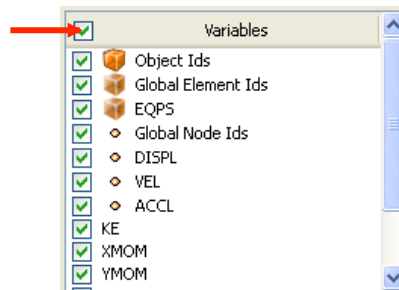 Variables
Object Ids
Global Element Ids
EQPS
Global Node Ids
DISPL
VEL
ACCL
KE
XMOM
YMOM